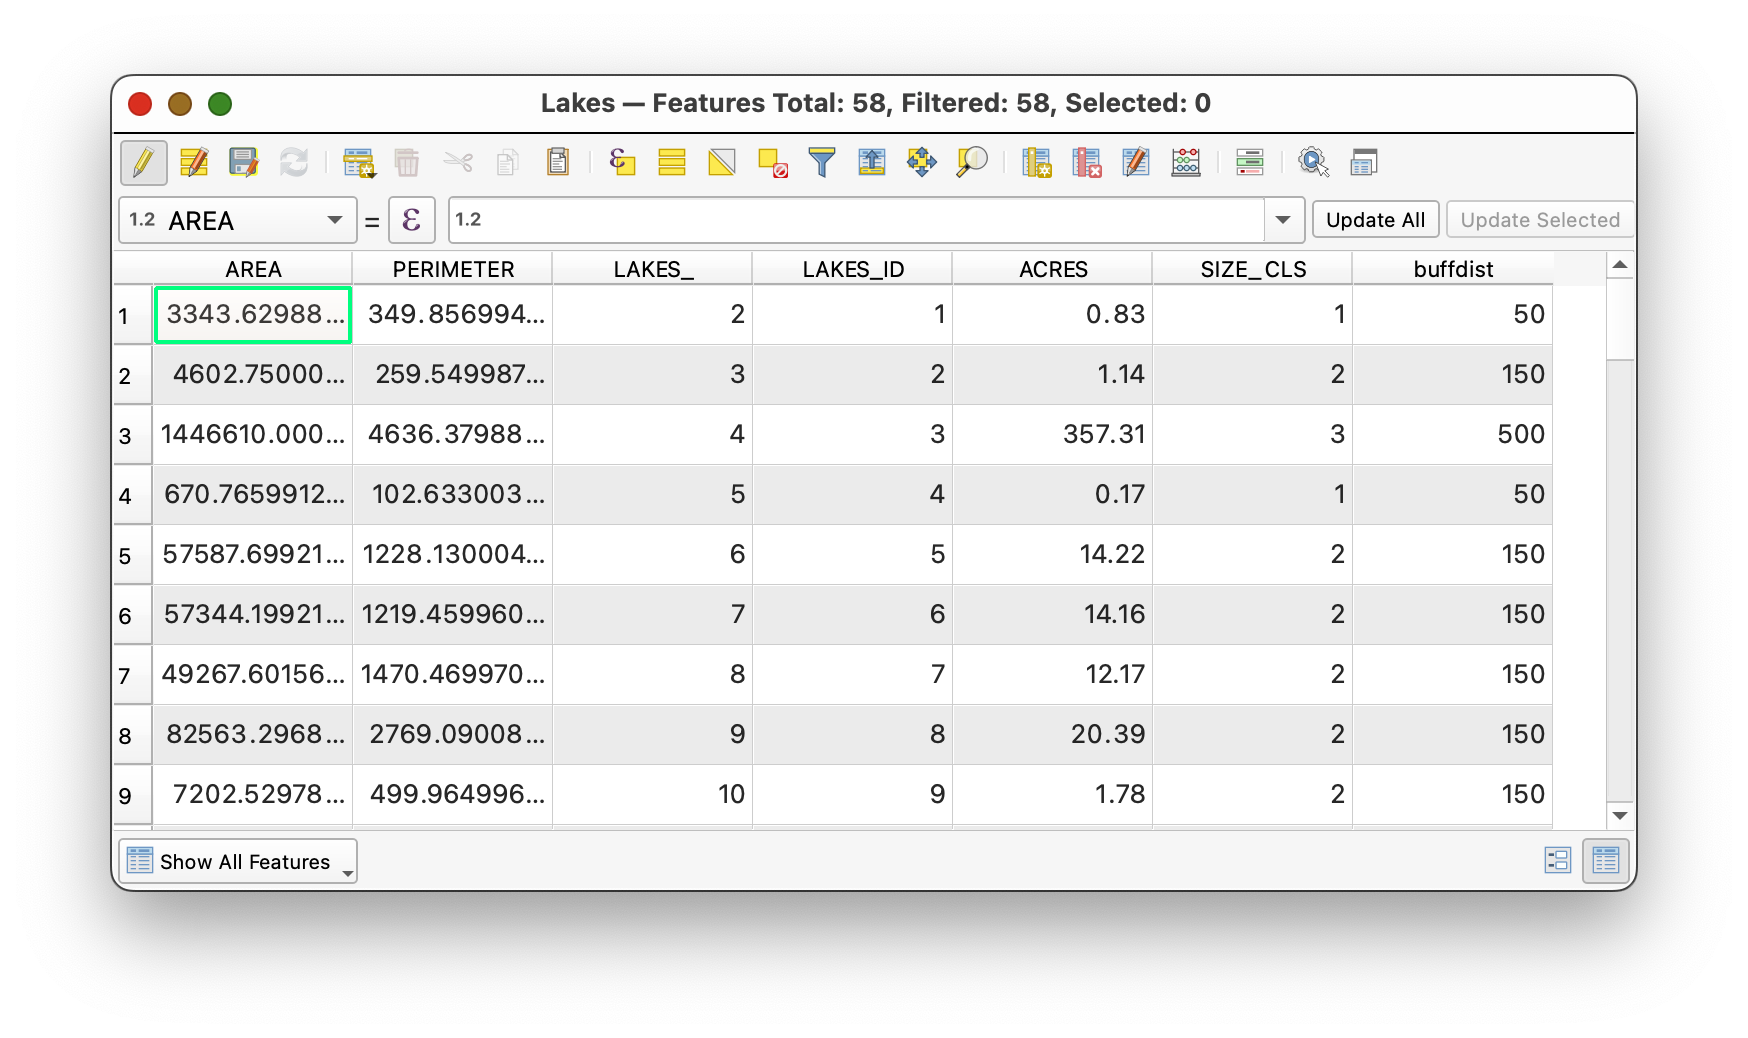 Lakes — Features Total: 58, Filtered: 58, Selected: 0
1.2 AREA = ε 1.2 Update All Update Selected
AREA PERIMETER LAKES_ LAKES_ID ACRES SIZE_CLS buffdist
1 3343.62988... 349.856994... 2 1 0.83 1 50
2 4602.75000... 259.549987... 3 2 1.14 2 150
3 1446610.000... 4636.37988... 4 3 357.31 3 500
4 670.7659912... 102.633003... 5 4 0.17 1 50
5 57587.69921... 1228.130004... 6 5 14.22 2 150
6 57344.19921... 1219.459960... 7 6 14.16 2 150
7 49267.60156... 1470.469970... 8 7 12.17 2 150
8 82563.2968... 2769.09008... 9 8 20.39 2 150
9 7202.52978... 499.964996... 10 9 1.78 2 150
Show All Features